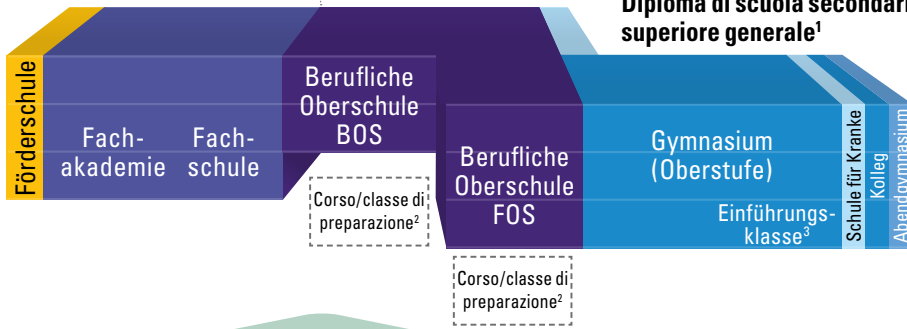 Diploma di scuola secondari
superiore generale¹
Förderschule
Fach-
akademie
Fach-
schule
Berufliche
Oberschule
BOS
Corso/classe di
preparazione²
Berufliche
Oberschule
FOS
Corso/classe di
preparazione²
Gymnasium
(Oberstufe)
Einführungs-
klasse³
Schule für Kranke
Kolleg
Abendgymnasium